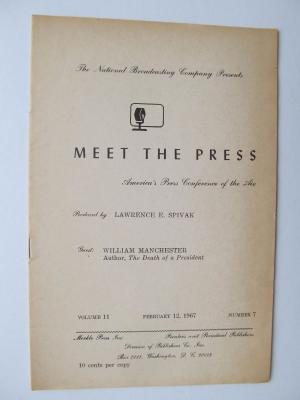 The National Broadcasting Company Presents
MEET THE PRESS
America's Press Conference of the Air
Produced by LAWRENCE E. SPIVAK
Guest: WILLIAM MANCHESTER
Author, The Death of a President
VOLUME 11 FEBRUARY 12, 1967 NUMBER 7
Merkle Press Inc. Printers and Periodical Publishers
Division of Publishers Co. Inc.
Box 2111, Washington, D. C. 20013
10 cents per copy